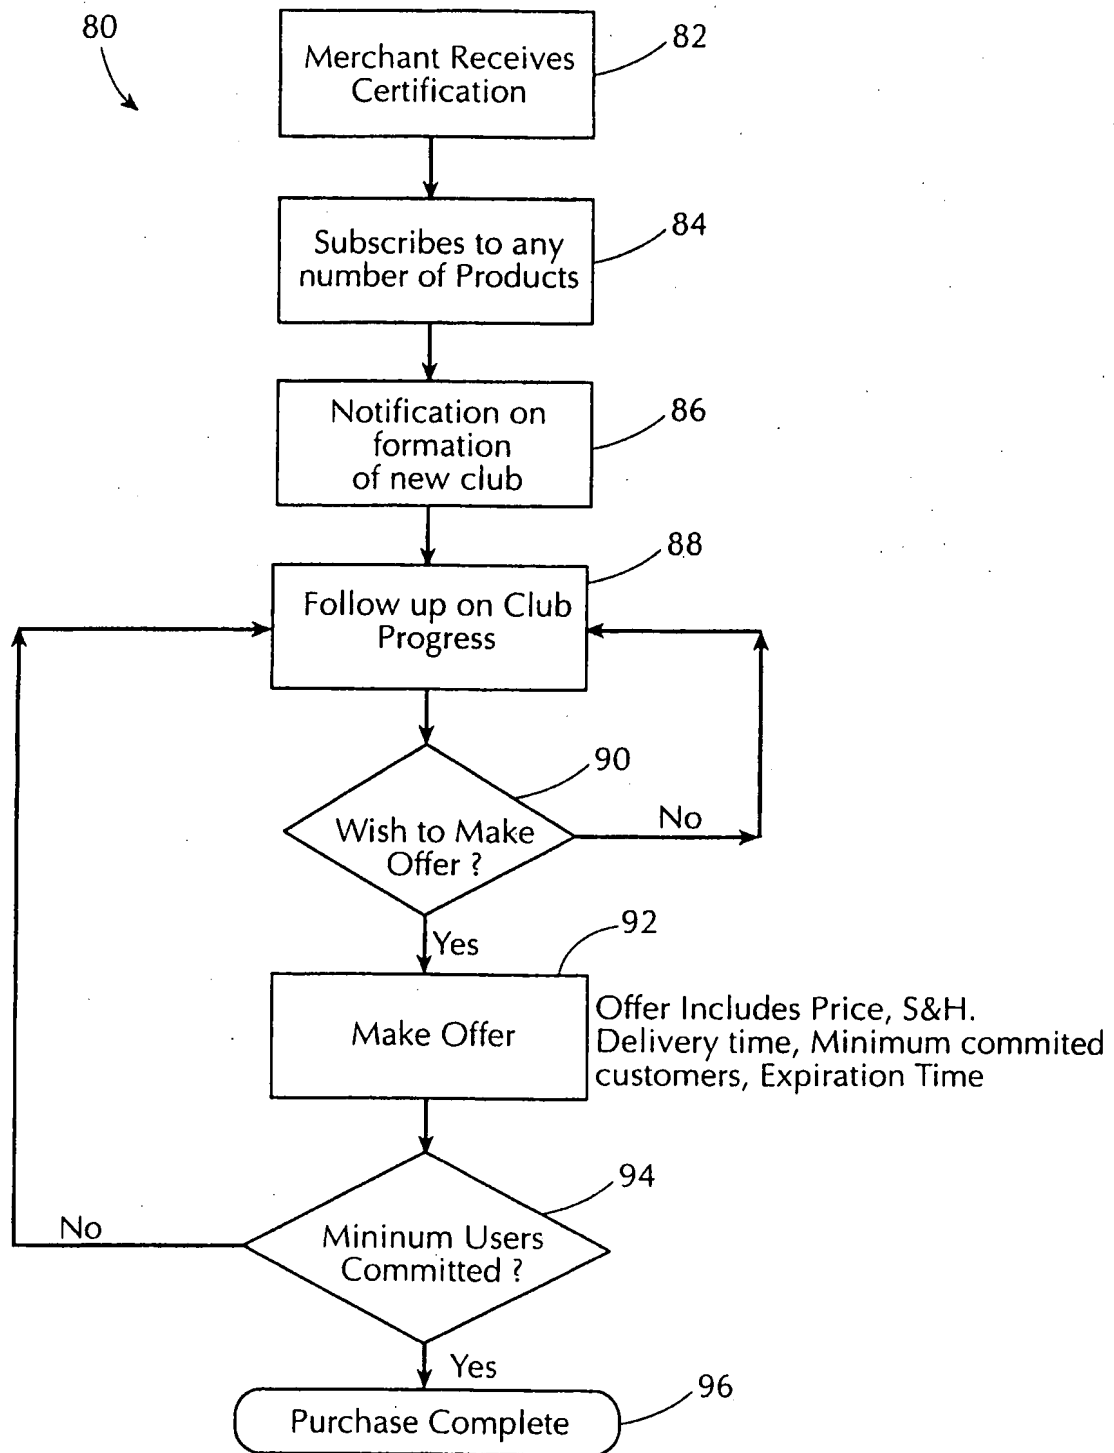 80
Merchant Receives
Certification
82
Subscribes to any
number of Products
84
Notification on
formation
of new club
86
Follow up on Club
Progress
88
Wish to Make
Offer ?
90
No
Yes
Make Offer
92
Offer Includes Price, S&H.
Delivery time, Minimum commited
customers, Expiration Time
Mininum Users
Committed ?
94
No
Yes
Purchase Complete
96